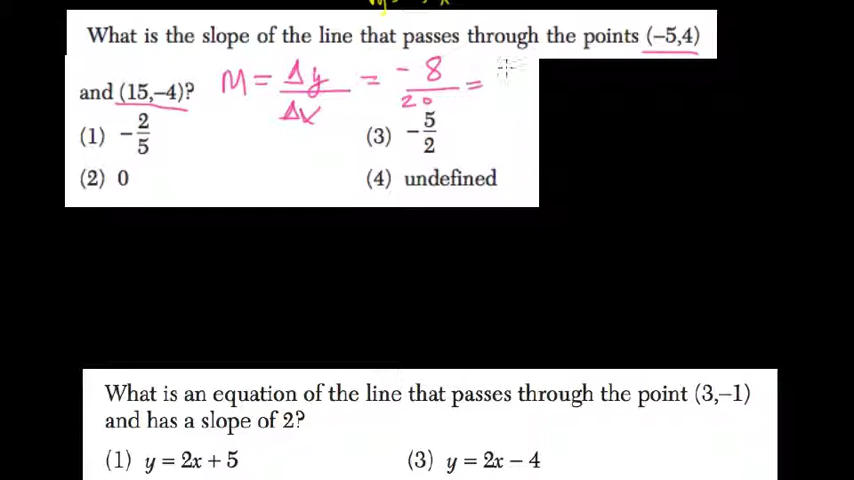 What is the slope of the line that passes through the points (–5,4)
and (15,–4)?
M = Δy/Δx = -8/20 =
(1) –2/5
(3) –5/2
(2) 0
(4) undefined
What is an equation of the line that passes through the point (3,–1)
and has a slope of 2?
(1) y = 2x + 5
(3) y = 2x – 4